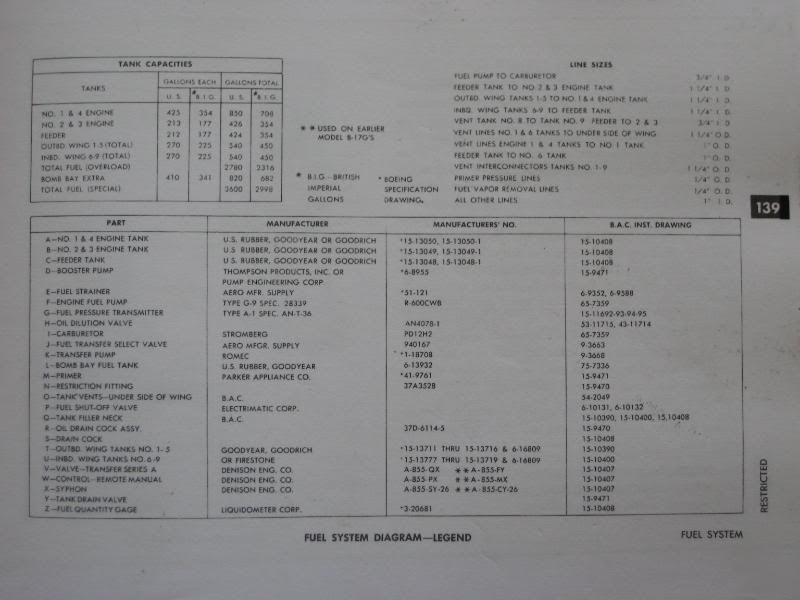 TANK CAPACITIES
TANKS GALLONS EACH GALLONS TOTAL
U. S. *B. I. G. U. S. *B. I. G.
NO. 1 & 4 ENGINE 425 354 850 708
NO. 2 & 3 ENGINE 213 177 426 354
FEEDER 212 177 424 354
OUTBD. WING 1-5 (TOTAL) 270 225 540 450
INBD. WING 6-9 (TOTAL) 270 225 540 450
TOTAL FUEL (OVERLOAD) 2780 2316
BOMB BAY EXTRA 410 341 820 682
TOTAL FUEL (SPECIAL) 3600 2998
* * USED ON EARLIER
MODEL B-17G'S
* B.I.G.—BRITISH
IMPERIAL
GALLONS
* BOEING
SPECIFICATION
DRAWING.
LINE SIZES
FUEL PUMP TO CARBURETOR 3/4" I. D.
FEEDER TANK TO NO 2 & 3 ENGINE TANK 1 1/4" I. D.
OUTBD. WING TANKS 1-5 TO NO. 1 & 4 ENGINE TANK 1 1/4" I. D.
INBD. WING TANKS 6-9 TO FEEDER TANK 1 1/4" I. D.
VENT TANK NO. 8 TO TANK NO. 9 FEEDER TO 2 & 3 3/4" I. D.
VENT LINES NO. 1 & 6 TANKS TO UNDER SIDE OF WING 1 1/4" O. D.
VENT LINES ENGINE 1 & 4 TANKS TO NO. 1 TANK 1" O. D.
FEEDER TANK TO NO. 6 TANK 1" O. D.
VENT INTERCONNECTORS TANKS NO. 1-9 1 1/4" O. D.
PRIMER PRESSURE LINES 1/4" O. D.
FUEL VAPOR REMOVAL LINES 1/4" O. D.
ALL OTHER LINES 1" I. D.
139
PART MANUFACTURER MANUFACTURERS' NO. B.A.C. INST. DRAWING
A—NO. 1 & 4 ENGINE TANK U.S. RUBBER, GOODYEAR OR GOODRICH *15-13050, 15-13050-1 15-10408
B—NO. 2 & 3 ENGINE TANK U.S. RUBBER, GOODYEAR OR GOODRICH *15-13049, 15-13049-1 15-10408
C—FEEDER TANK U.S. RUBBER, GOODYEAR OR GOODRICH *15-13048, 15-13048-1 15-10408
D—BOOSTER PUMP THOMPSON PRODUCTS, INC. OR *6-8955 15-9471
PUMP ENGINEERING CORP.
E—FUEL STRAINER AERO MFR. SUPPLY *51-121 6-9352, 6-9588
F—ENGINE FUEL PUMP TYPE G-9 SPEC. 28339 R-600CWB 65-7359
G—FUEL PRESSURE TRANSMITTER TYPE A-1 SPEC. AN-T-36 15-11692-93-94-95
H—OIL DILUTION VALVE AN4078-1 53-11715, 43-11714
I—CARBURETOR STROMBERG PD12H2 65-7359
J—FUEL TRANSFER SELECT VALVE AERO MFGR. SUPPLY 940167 9-3663
K—TRANSFER PUMP ROMEC *1-18708 9-3668
L—BOMB BAY FUEL TANK U.S. RUBBER, GOODYEAR 6-13932 75-7336
M—PRIMER PARKER APPLIANCE CO. *41-9761 15-9471
N—RESTRICTION FITTING 37A3528 15-9470
O—TANK VENTS—UNDER SIDE OF WING B.A.C. 54-2049
P—FUEL SHUT-OFF VALVE ELECTRIMATIC CORP. 6-10131, 6-10132
Q—TANK FILLER NECK B.A.C. 15-10390, 15-10400, 15,10408
R—OIL DRAIN COCK ASSY. 37D-6114-5 15-9470
S—DRAIN COCK 15-10408
T—OUTBD. WING TANKS NO. 1-5 GOODYEAR, GOODRICH *15-13711 THRU 15-13716 & 6-16809 15-10390
U—INBD. WING TANKS NO. 6-9 OR FIRESTONE *15-13777 THRU 15-13719 & 6-16809 15-10400
V—VALVE—TRANSFER SERIES A DENISON ENG. CO. A-855-QX * * A-855-FY 15-10407
W—CONTROL—REMOTE MANUAL DENISON ENG. CO. A-855-PX * * A-855-MX 15-10407
X—SYPHON DENISON ENG. CO. A-855-SY-26 * * A-855-CY-26 15-10407
Y—TANK DRAIN VALVE 15-9471
Z—FUEL QUANTITY GAGE LIQUIDOMETER CORP. *3-20681 15-10408
RESTRICTED
FUEL SYSTEM DIAGRAM—LEGEND
FUEL SYSTEM